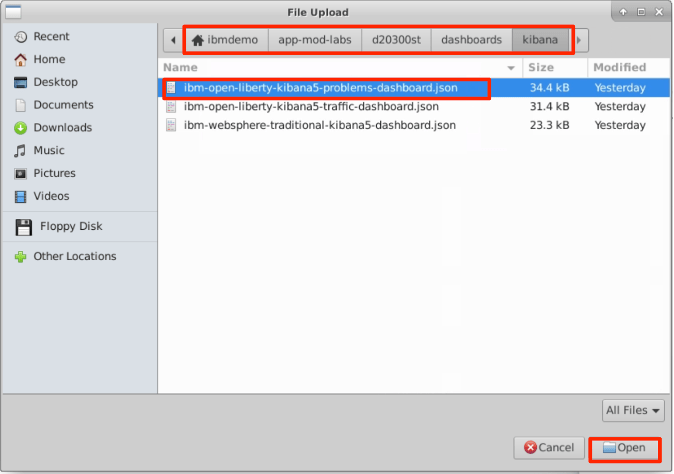 File Upload
Recent
Home
Desktop
Documents
Downloads
Music
Pictures
Videos
Floppy Disk
Other Locations
ibmdemo app-mod-labs d20300st dashboards kibana
Name Size Modified
ibm-open-liberty-kibana5-problems-dashboard.json 34.4 kB Yesterday
ibm-open-liberty-kibana5-traffic-dashboard.json 31.4 kB Yesterday
ibm-websphere-traditional-kibana5-dashboard.json 23.3 kB Yesterday
All Files
Cancel Open